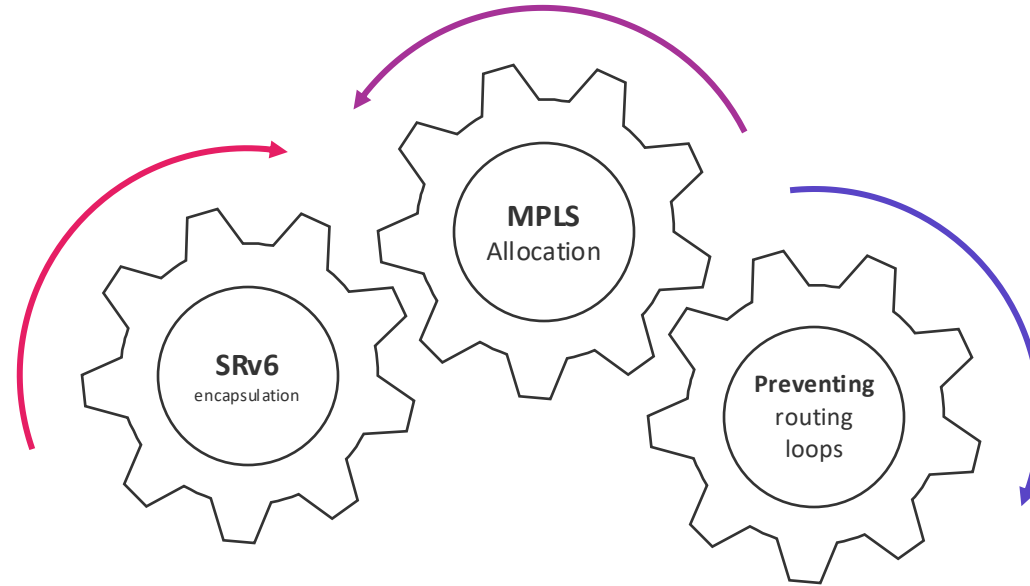 SRv6
encapsulation
MPLS
Allocation
Preventing
routing
loops